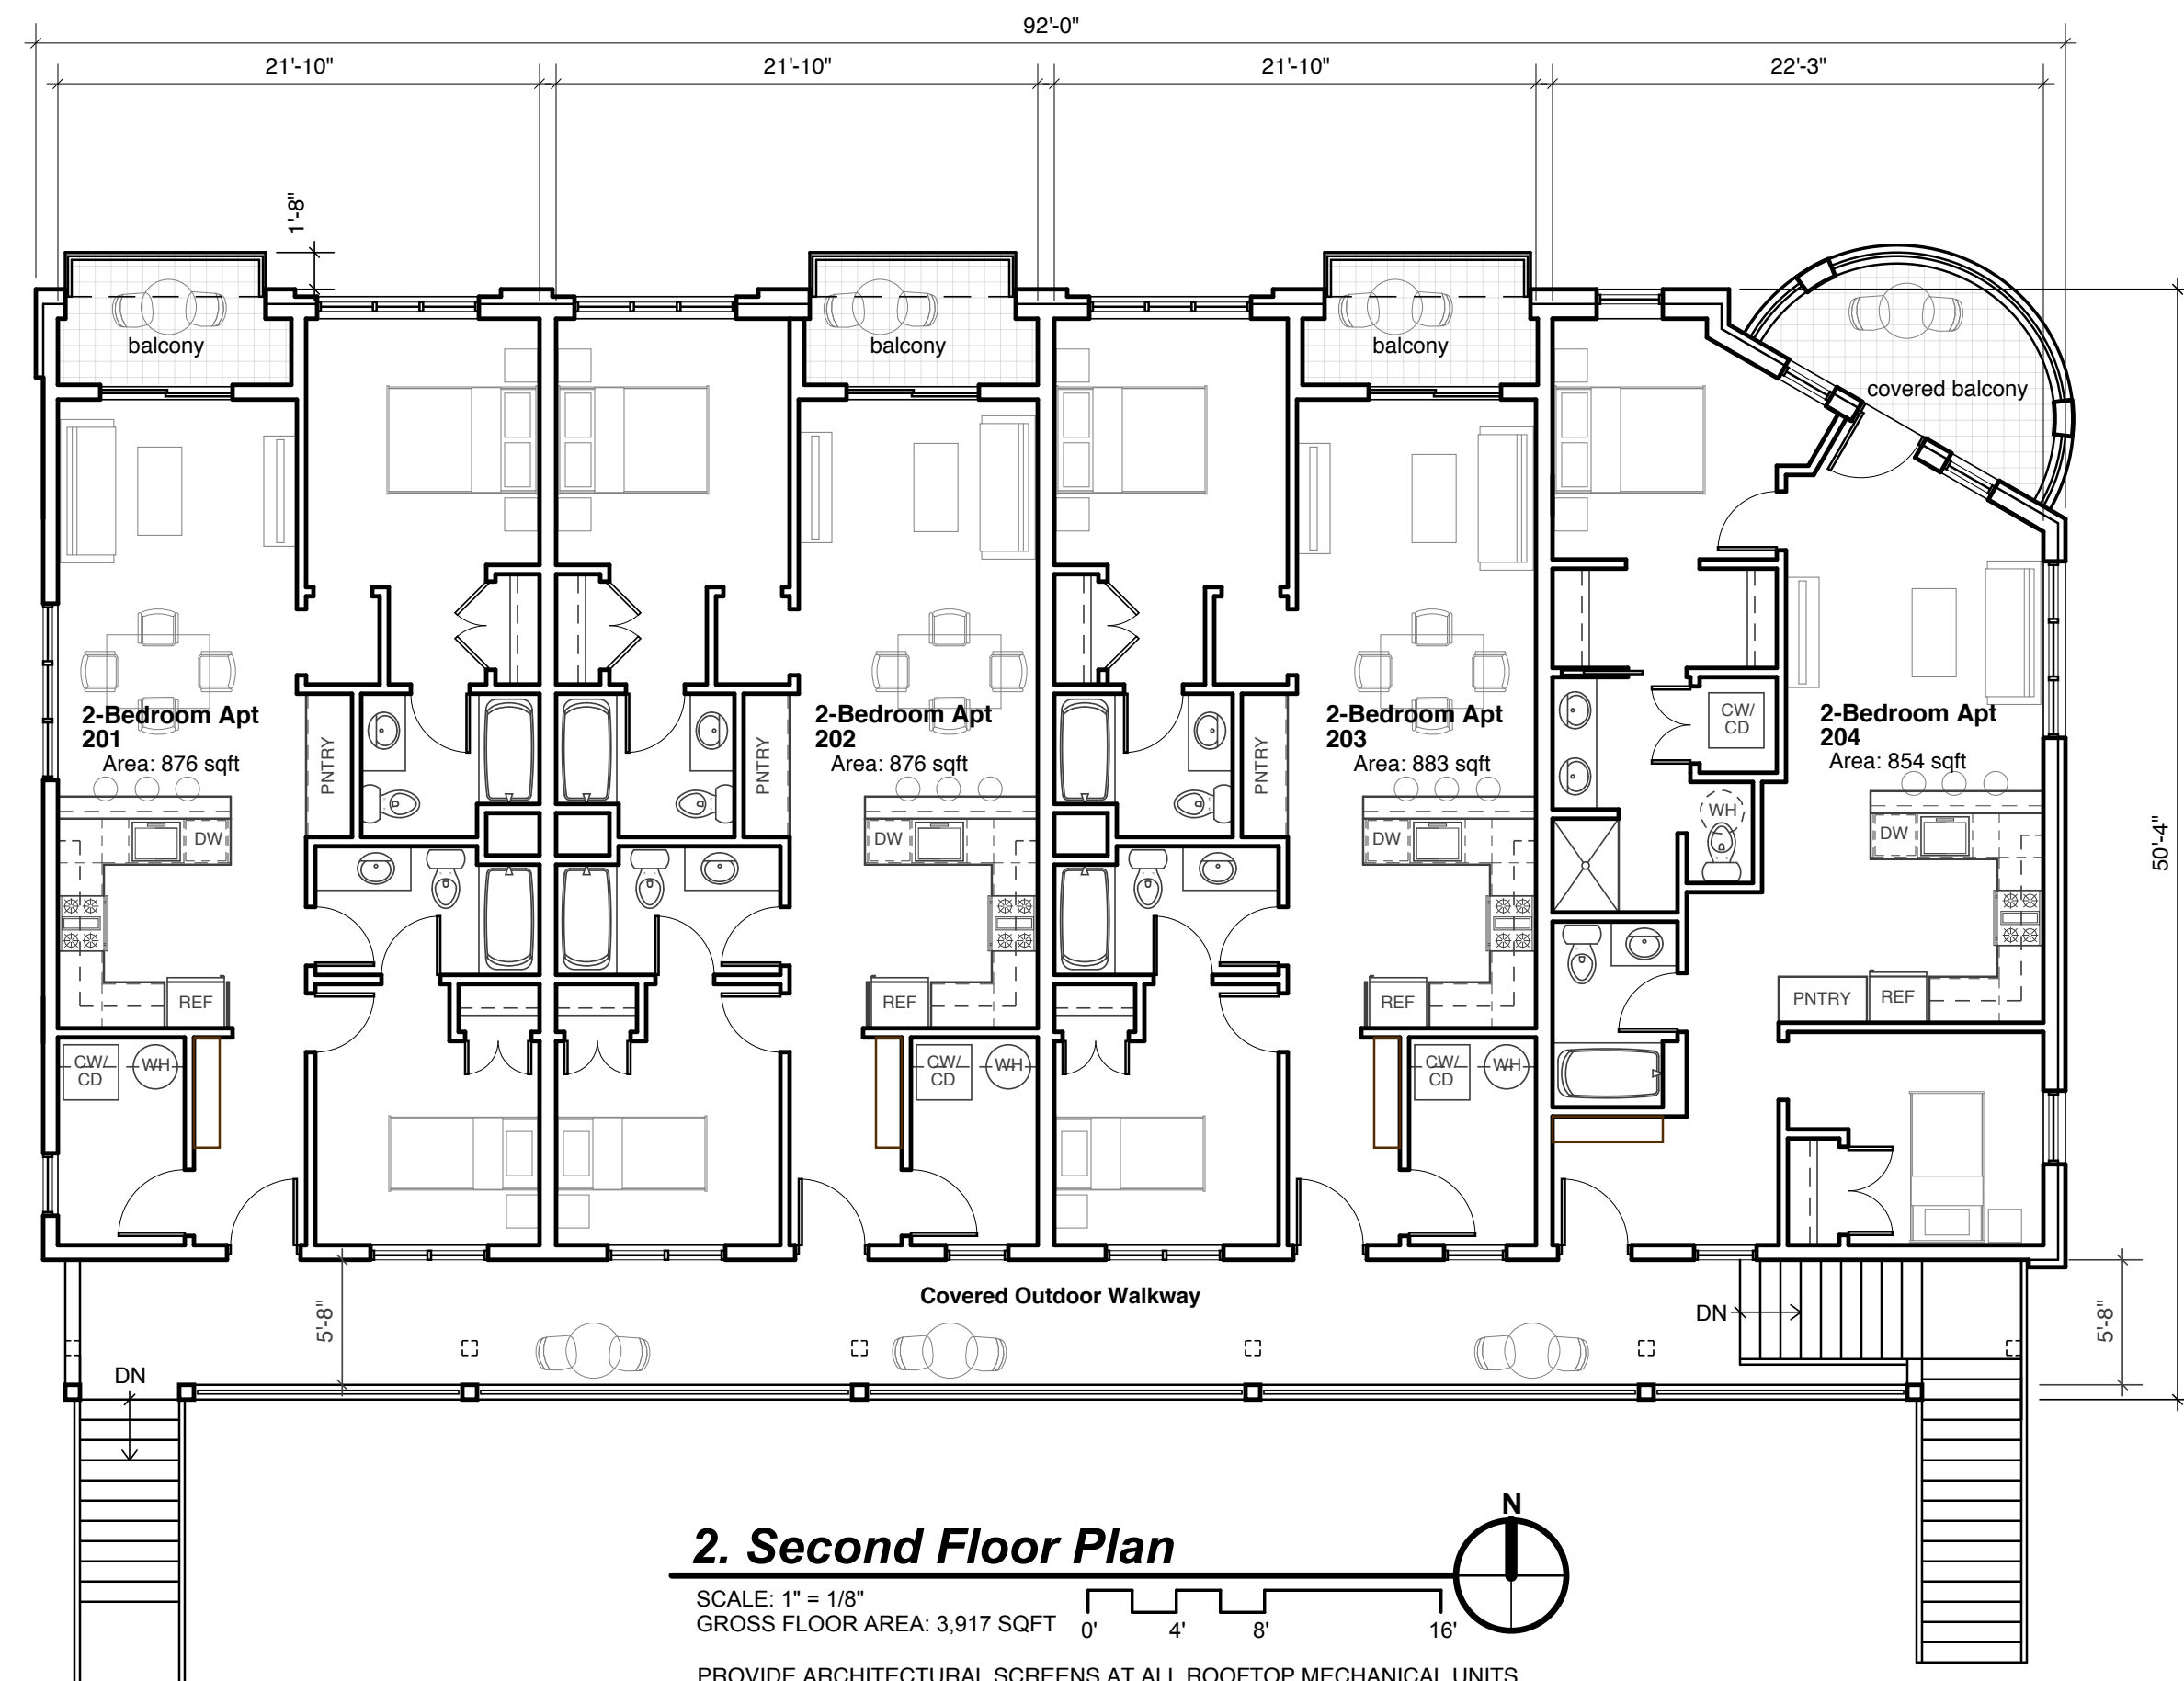 92'-0"
21'-10"
21'-10"
21'-10"
22'-3"
1'-8"
balcony
balcony
balcony
covered balcony
2-Bedroom Apt
201
Area: 876 sqft
2-Bedroom Apt
202
Area: 876 sqft
2-Bedroom Apt
203
Area: 883 sqft
2-Bedroom Apt
204
Area: 854 sqft
PNTRY
PNTRY
PNTRY
CW/
CD
WH
DW
DW
DW
DW
50'-4"
REF
REF
REF
PNTRY
REF
CW/
CD
WH
CW/
CD
WH
CW/
CD
WH
Covered Outdoor Walkway
5'-8"
DN
DN
5'-8"
2. Second Floor Plan
N
SCALE: 1" = 1/8"
GROSS FLOOR AREA: 3,917 SQFT
0'
4'
8'
16'
PROVIDE ARCHITECTURAL SCREENS AT ALL ROOFTOP MECHANICAL UNITS